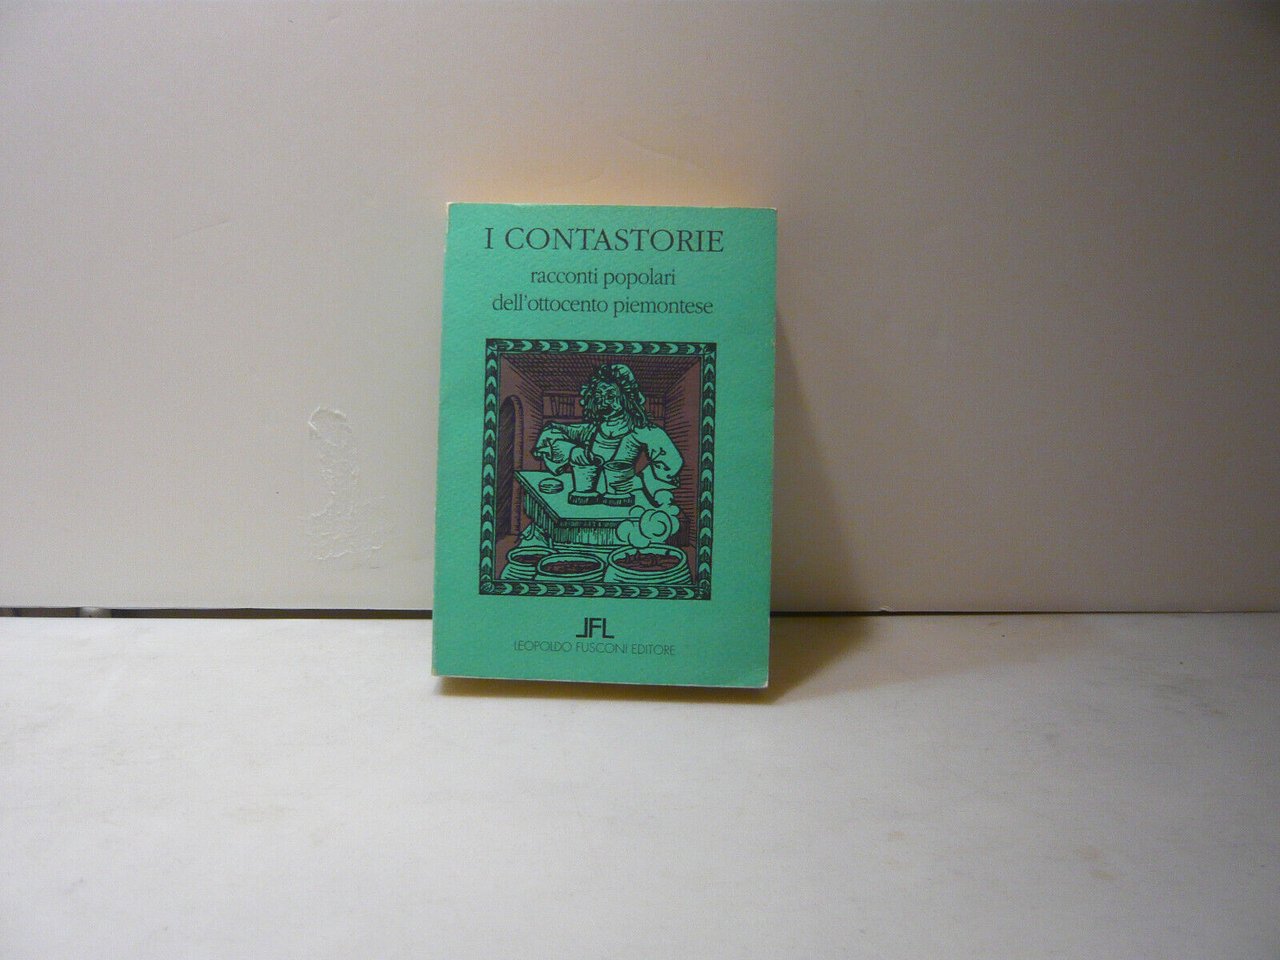 I CONTASTORIE
racconti popolari
dell'ottocento piemontese
LFL
LEOPOLDO FUSCONI EDITORE